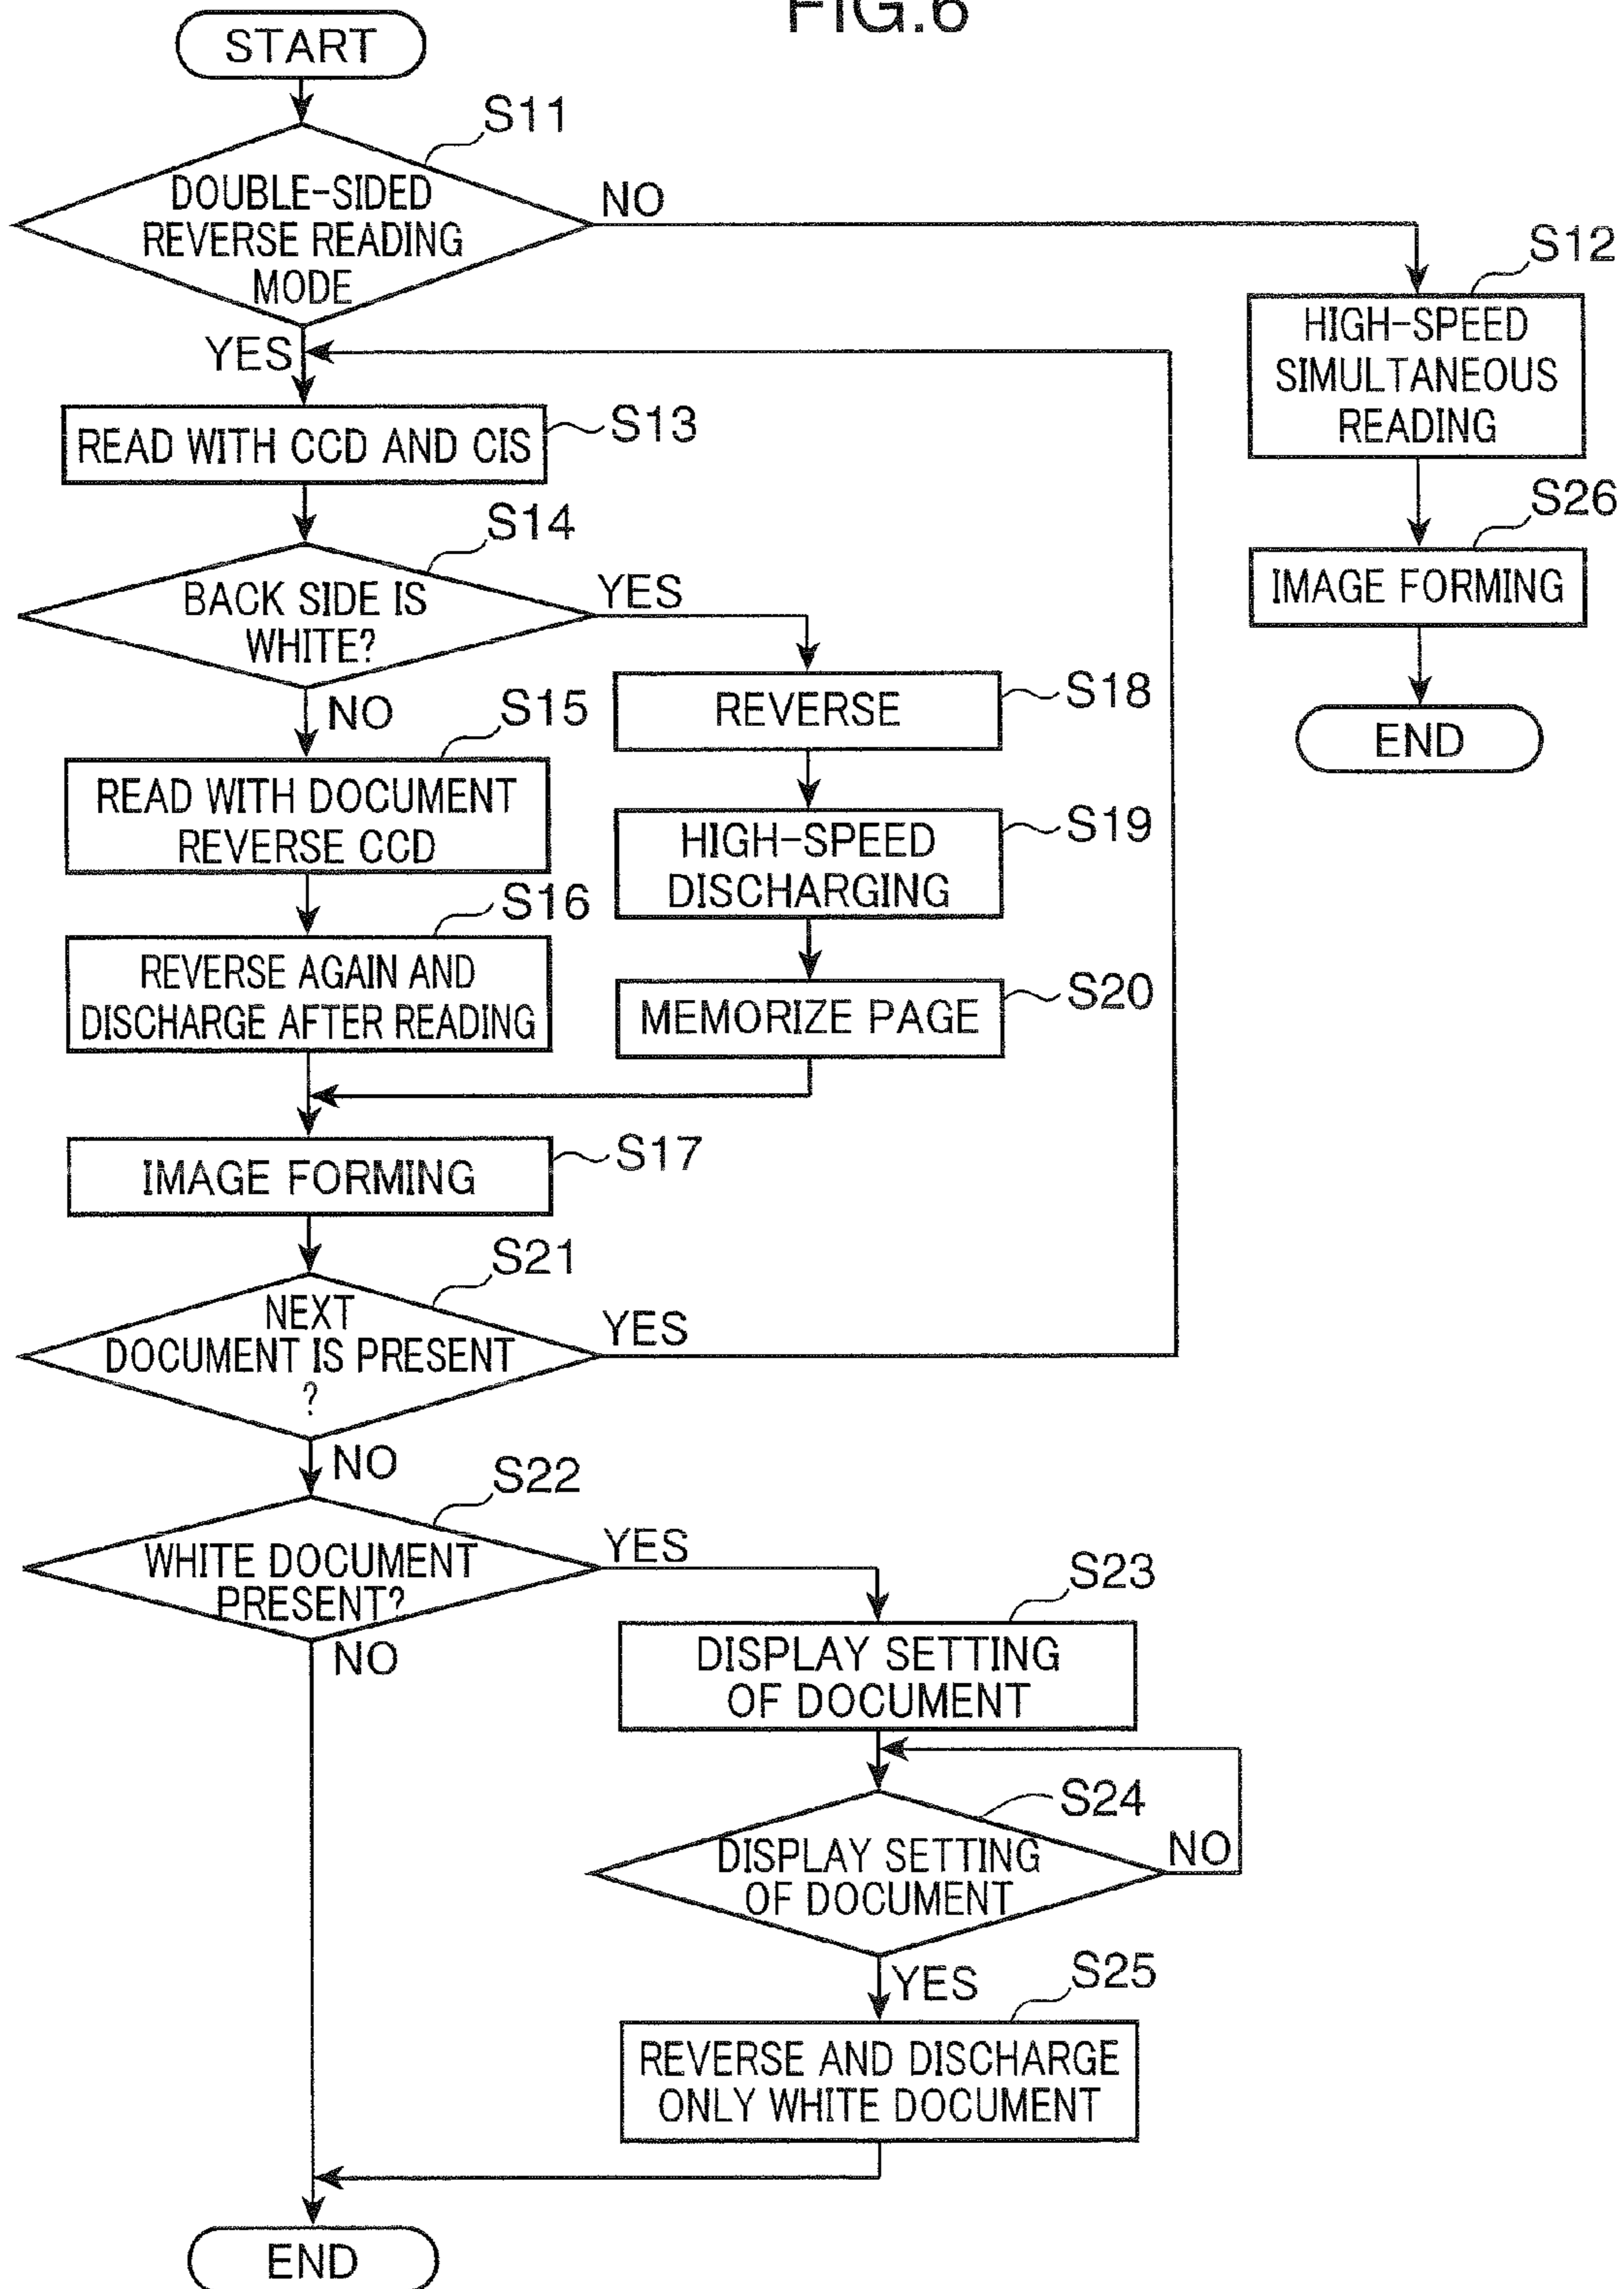 FIG.6
START
S11
DOUBLE-SIDED
REVERSE READING
MODE
NO
YES
S12
HIGH-SPEED
SIMULTANEOUS
READING
S13
READ WITH CCD AND CIS
S26
IMAGE FORMING
END
S14
BACK SIDE IS
WHITE?
YES
NO
S15
READ WITH DOCUMENT
REVERSE CCD
S16
REVERSE AGAIN AND
DISCHARGE AFTER READING
S18
REVERSE
S19
HIGH-SPEED
DISCHARGING
S20
MEMORIZE PAGE
S17
IMAGE FORMING
S21
NEXT
DOCUMENT IS PRESENT
?
YES
NO
S22
WHITE DOCUMENT
PRESENT?
YES
NO
S23
DISPLAY SETTING
OF DOCUMENT
S24
DISPLAY SETTING
OF DOCUMENT
NO
YES
S25
REVERSE AND DISCHARGE
ONLY WHITE DOCUMENT
END